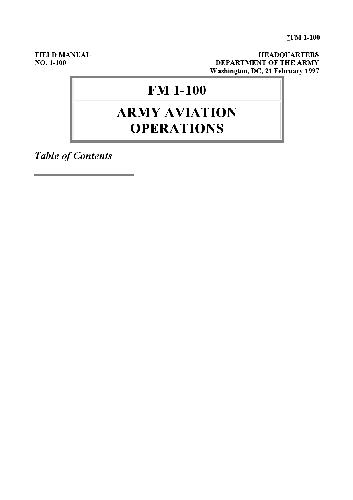 *FM 1-100
FIELD MANUAL
NO. 1-100
HEADQUARTERS
DEPARTMENT OF THE ARMY
Washington, DC, 21 February 1997
FM 1-100
ARMY AVIATION
OPERATIONS
Table of Contents